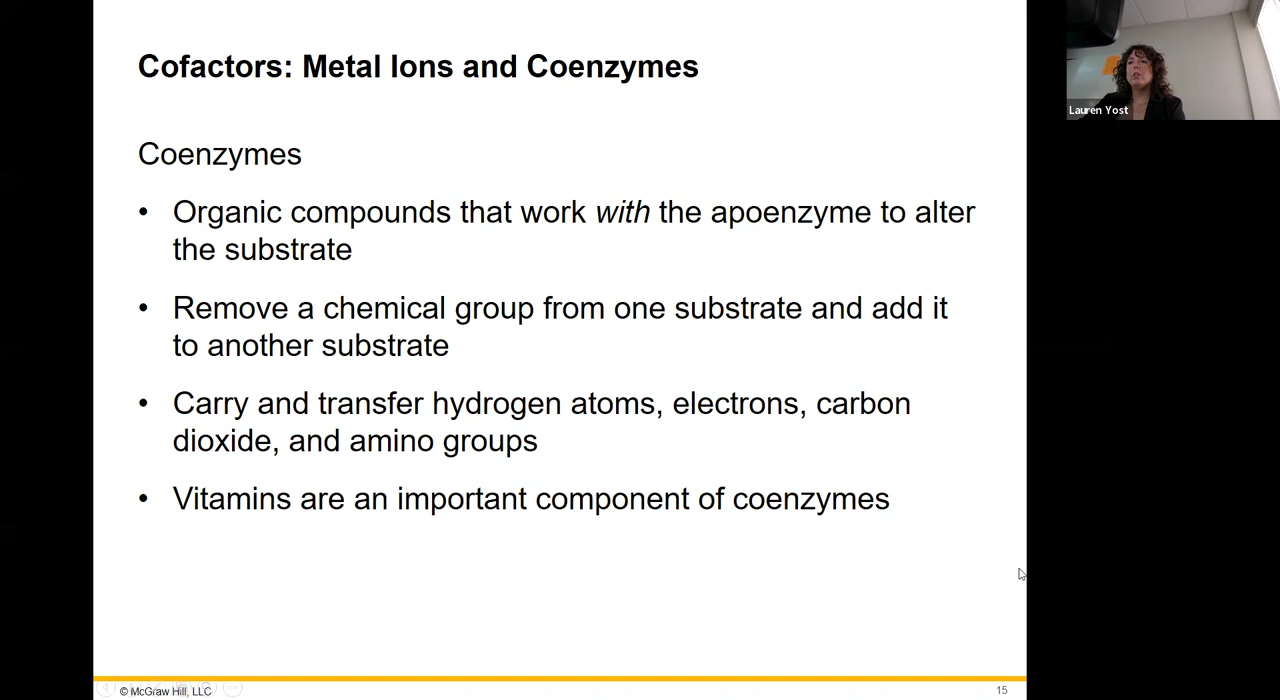 Cofactors: Metal Ions and Coenzymes
Lauren Yost
Coenzymes
• Organic compounds that work with the apoenzyme to alter
the substrate
• Remove a chemical group from one substrate and add it
to another substrate
• Carry and transfer hydrogen atoms, electrons, carbon
dioxide, and amino groups
• Vitamins are an important component of coenzymes
© McGraw Hill, LLC
15